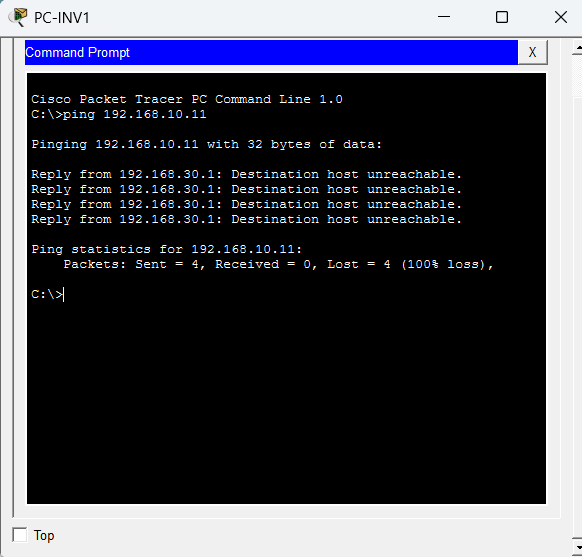 PC-INV1
Command Prompt
X
Cisco Packet Tracer PC Command Line 1.0
C:\>ping 192.168.10.11
Pinging 192.168.10.11 with 32 bytes of data:
Reply from 192.168.30.1: Destination host unreachable.
Reply from 192.168.30.1: Destination host unreachable.
Reply from 192.168.30.1: Destination host unreachable.
Reply from 192.168.30.1: Destination host unreachable.
Ping statistics for 192.168.10.11:
    Packets: Sent = 4, Received = 0, Lost = 4 (100% loss),
C:\>
Top